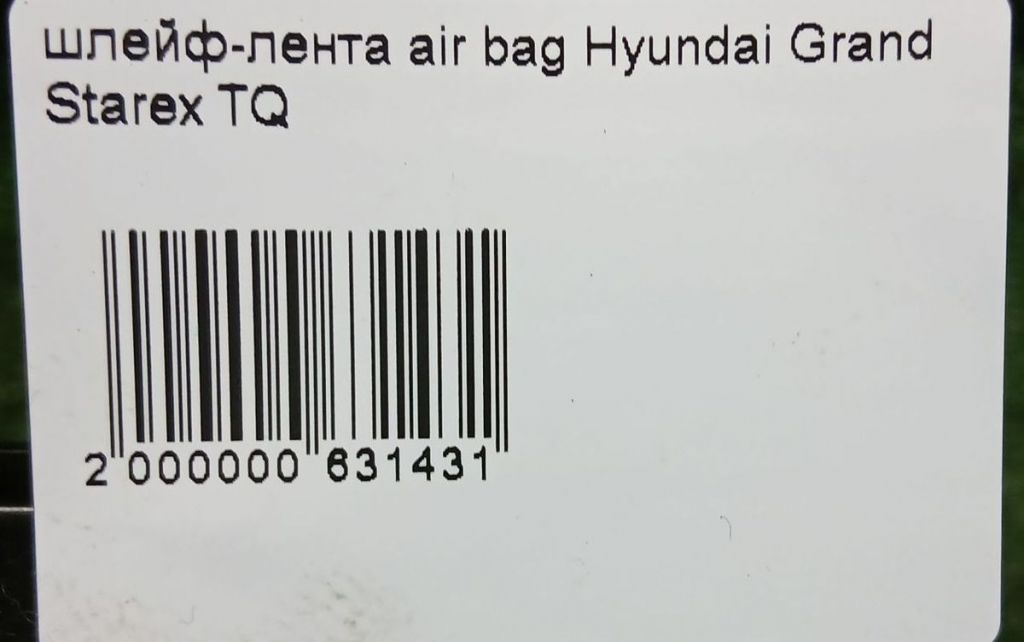 шлейф-лента air bag Hyundai Grand
Starex TQ
2 000000 631431